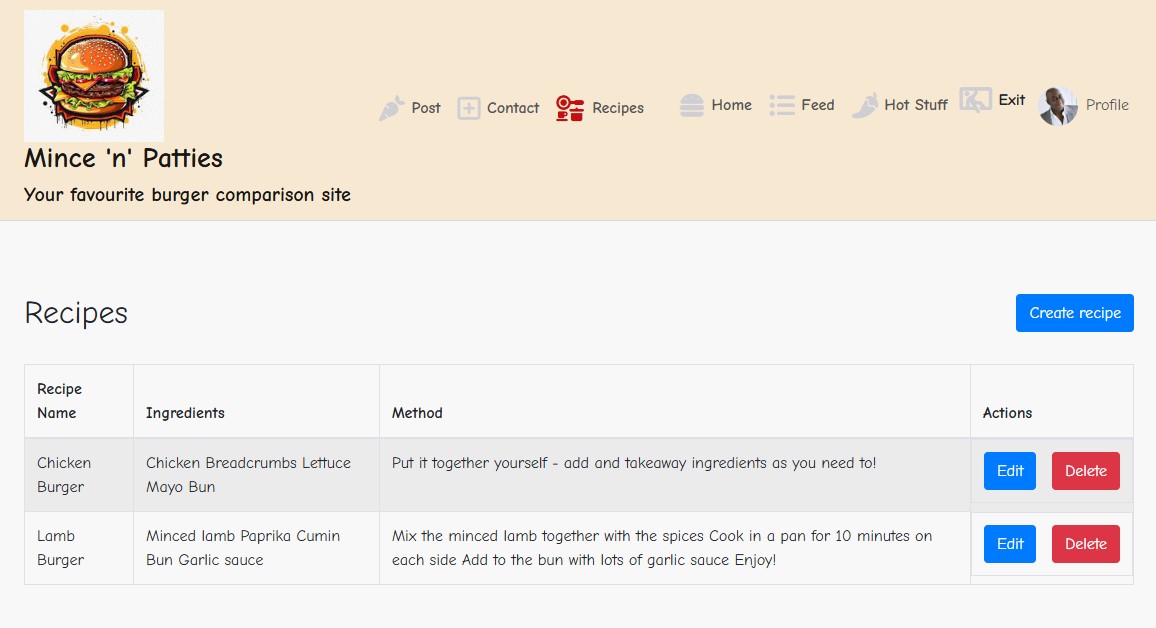 Mince 'n' Patties
Your favourite burger comparison site
Post
Contact
Recipes
Home
Feed
Hot Stuff
Exit
Profile
Recipes
Create recipe
Recipe
Name
Ingredients
Method
Actions
Chicken
Burger
Chicken Breadcrumbs Lettuce
Mayo Bun
Put it together yourself - add and takeaway ingredients as you need to!
Edit
Delete
Lamb
Burger
Minced lamb Paprika Cumin
Bun Garlic sauce
Mix the minced lamb together with the spices Cook in a pan for 10 minutes on
each side Add to the bun with lots of garlic sauce Enjoy!
Edit
Delete